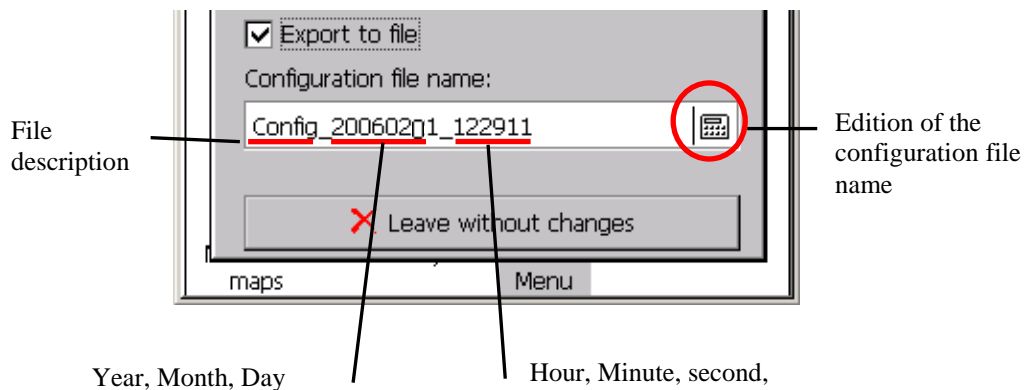 Export to file
Configuration file name:
Config_20060201_122911
File
description
Edition of the
configuration file
name
Leave without changes
maps
Menu
Year, Month, Day
Hour, Minute, second,